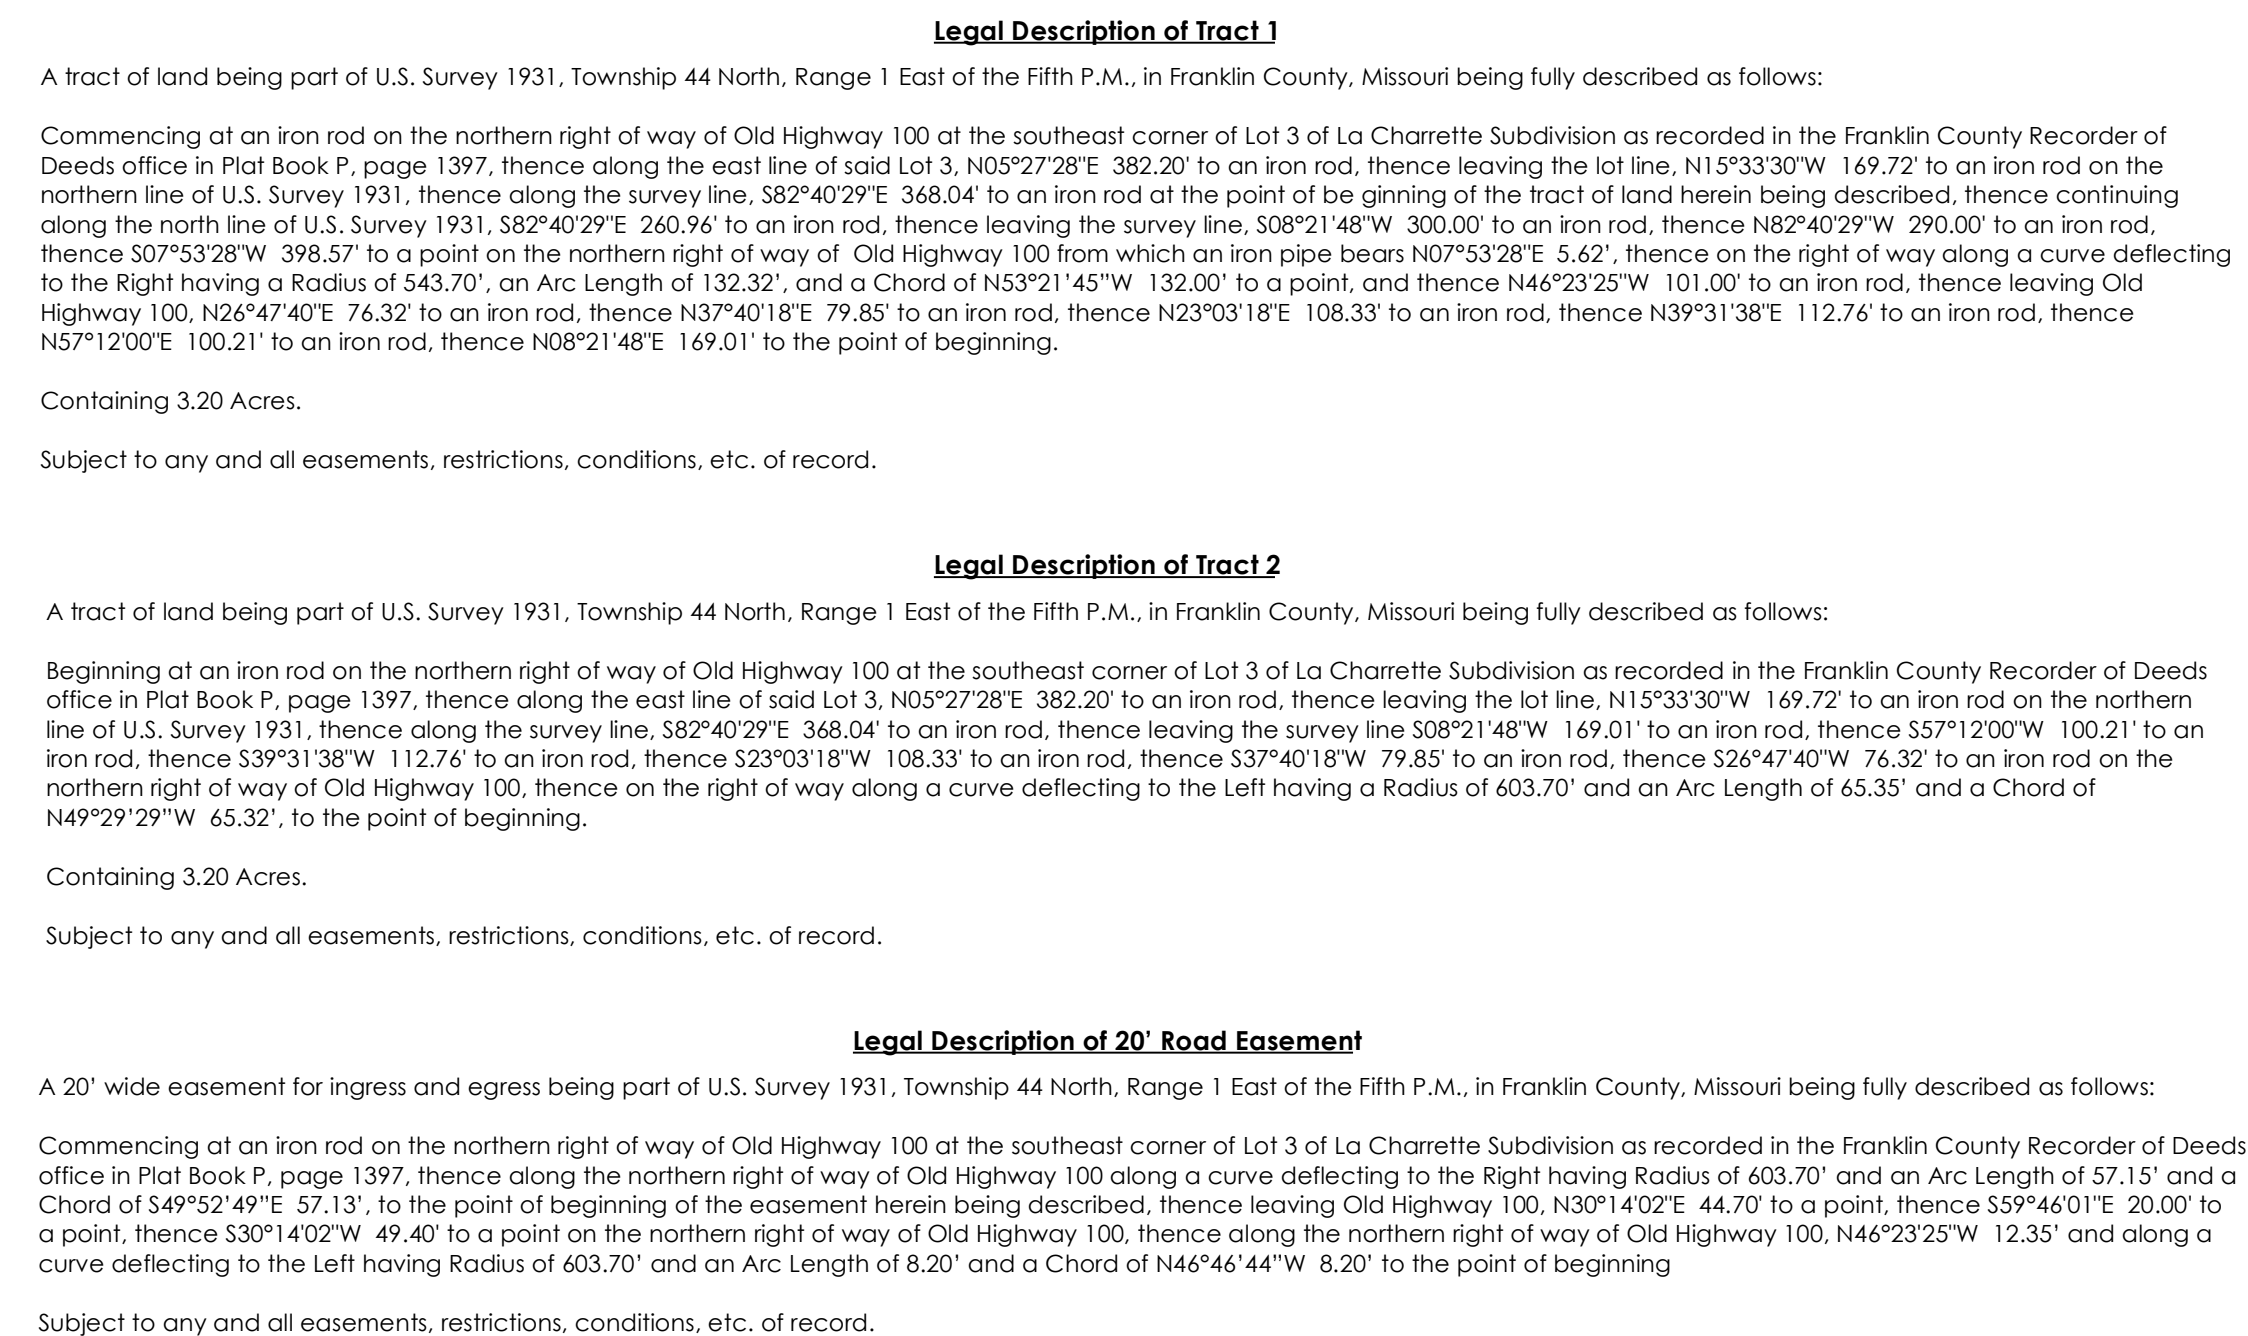 Legal Description of Tract 1
A tract of land being part of U.S. Survey 1931, Township 44 North, Range 1 East of the Fifth P.M., in Franklin County, Missouri being fully described as follows:
Commencing at an iron rod on the northern right of way of Old Highway 100 at the southeast corner of Lot 3 of La Charrette Subdivision as recorded in the Franklin County Recorder of
Deeds office in Plat Book P, page 1397, thence along the east line of said Lot 3, N05°27'28"E 382.20' to an iron rod, thence leaving the lot line, N15°33'30"W 169.72' to an iron rod on the
northern line of U.S. Survey 1931, thence along the survey line, S82°40'29"E 368.04' to an iron rod at the point of be ginning of the tract of land herein being described, thence continuing
along the north line of U.S. Survey 1931, S82°40'29"E 260.96' to an iron rod, thence leaving the survey line, S08°21'48"W 300.00' to an iron rod, thence N82°40'29"W 290.00' to an iron rod,
thence S07°53'28"W 398.57' to a point on the northern right of way of Old Highway 100 from which an iron pipe bears N07°53'28"E 5.62’, thence on the right of way along a curve deflecting
to the Right having a Radius of 543.70’, an Arc Length of 132.32’, and a Chord of N53°21’45”W 132.00’ to a point, and thence N46°23'25"W 101.00' to an iron rod, thence leaving Old
Highway 100, N26°47'40"E 76.32' to an iron rod, thence N37°40'18"E 79.85' to an iron rod, thence N23°03'18"E 108.33' to an iron rod, thence N39°31'38"E 112.76' to an iron rod, thence
N57°12'00"E 100.21' to an iron rod, thence N08°21'48"E 169.01' to the point of beginning.
Containing 3.20 Acres.
Subject to any and all easements, restrictions, conditions, etc. of record.
Legal Description of Tract 2
A tract of land being part of U.S. Survey 1931, Township 44 North, Range 1 East of the Fifth P.M., in Franklin County, Missouri being fully described as follows:
Beginning at an iron rod on the northern right of way of Old Highway 100 at the southeast corner of Lot 3 of La Charrette Subdivision as recorded in the Franklin County Recorder of Deeds
office in Plat Book P, page 1397, thence along the east line of said Lot 3, N05°27'28"E 382.20' to an iron rod, thence leaving the lot line, N15°33'30"W 169.72' to an iron rod on the northern
line of U.S. Survey 1931, thence along the survey line, S82°40'29"E 368.04' to an iron rod, thence leaving the survey line S08°21'48"W 169.01' to an iron rod, thence S57°12'00"W 100.21' to an
iron rod, thence S39°31'38"W 112.76' to an iron rod, thence S23°03'18"W 108.33' to an iron rod, thence S37°40'18"W 79.85' to an iron rod, thence S26°47'40"W 76.32' to an iron rod on the
northern right of way of Old Highway 100, thence on the right of way along a curve deflecting to the Left having a Radius of 603.70’ and an Arc Length of 65.35’ and a Chord of
N49°29’29”W 65.32’, to the point of beginning.
Containing 3.20 Acres.
Subject to any and all easements, restrictions, conditions, etc. of record.
Legal Description of 20’ Road Easement
A 20’ wide easement for ingress and egress being part of U.S. Survey 1931, Township 44 North, Range 1 East of the Fifth P.M., in Franklin County, Missouri being fully described as follows:
Commencing at an iron rod on the northern right of way of Old Highway 100 at the southeast corner of Lot 3 of La Charrette Subdivision as recorded in the Franklin County Recorder of Deeds
office in Plat Book P, page 1397, thence along the northern right of way of Old Highway 100 along a curve deflecting to the Right having Radius of 603.70’ and an Arc Length of 57.15’ and a
Chord of S49°52’49”E 57.13’, to the point of beginning of the easement herein being described, thence leaving Old Highway 100, N30°14'02"E 44.70' to a point, thence S59°46'01"E 20.00' to
a point, thence S30°14'02"W 49.40' to a point on the northern right of way of Old Highway 100, thence along the northern right of way of Old Highway 100, N46°23'25"W 12.35’ and along a
curve deflecting to the Left having Radius of 603.70’ and an Arc Length of 8.20’ and a Chord of N46°46’44”W 8.20’ to the point of beginning
Subject to any and all easements, restrictions, conditions, etc. of record.